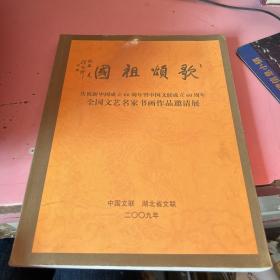 國祖頌歌
庆祝新中国成立60周年暨中国文联成立60周年
全国文艺名家书画作品邀请展
中国文联 湖北省文联
二〇〇九年